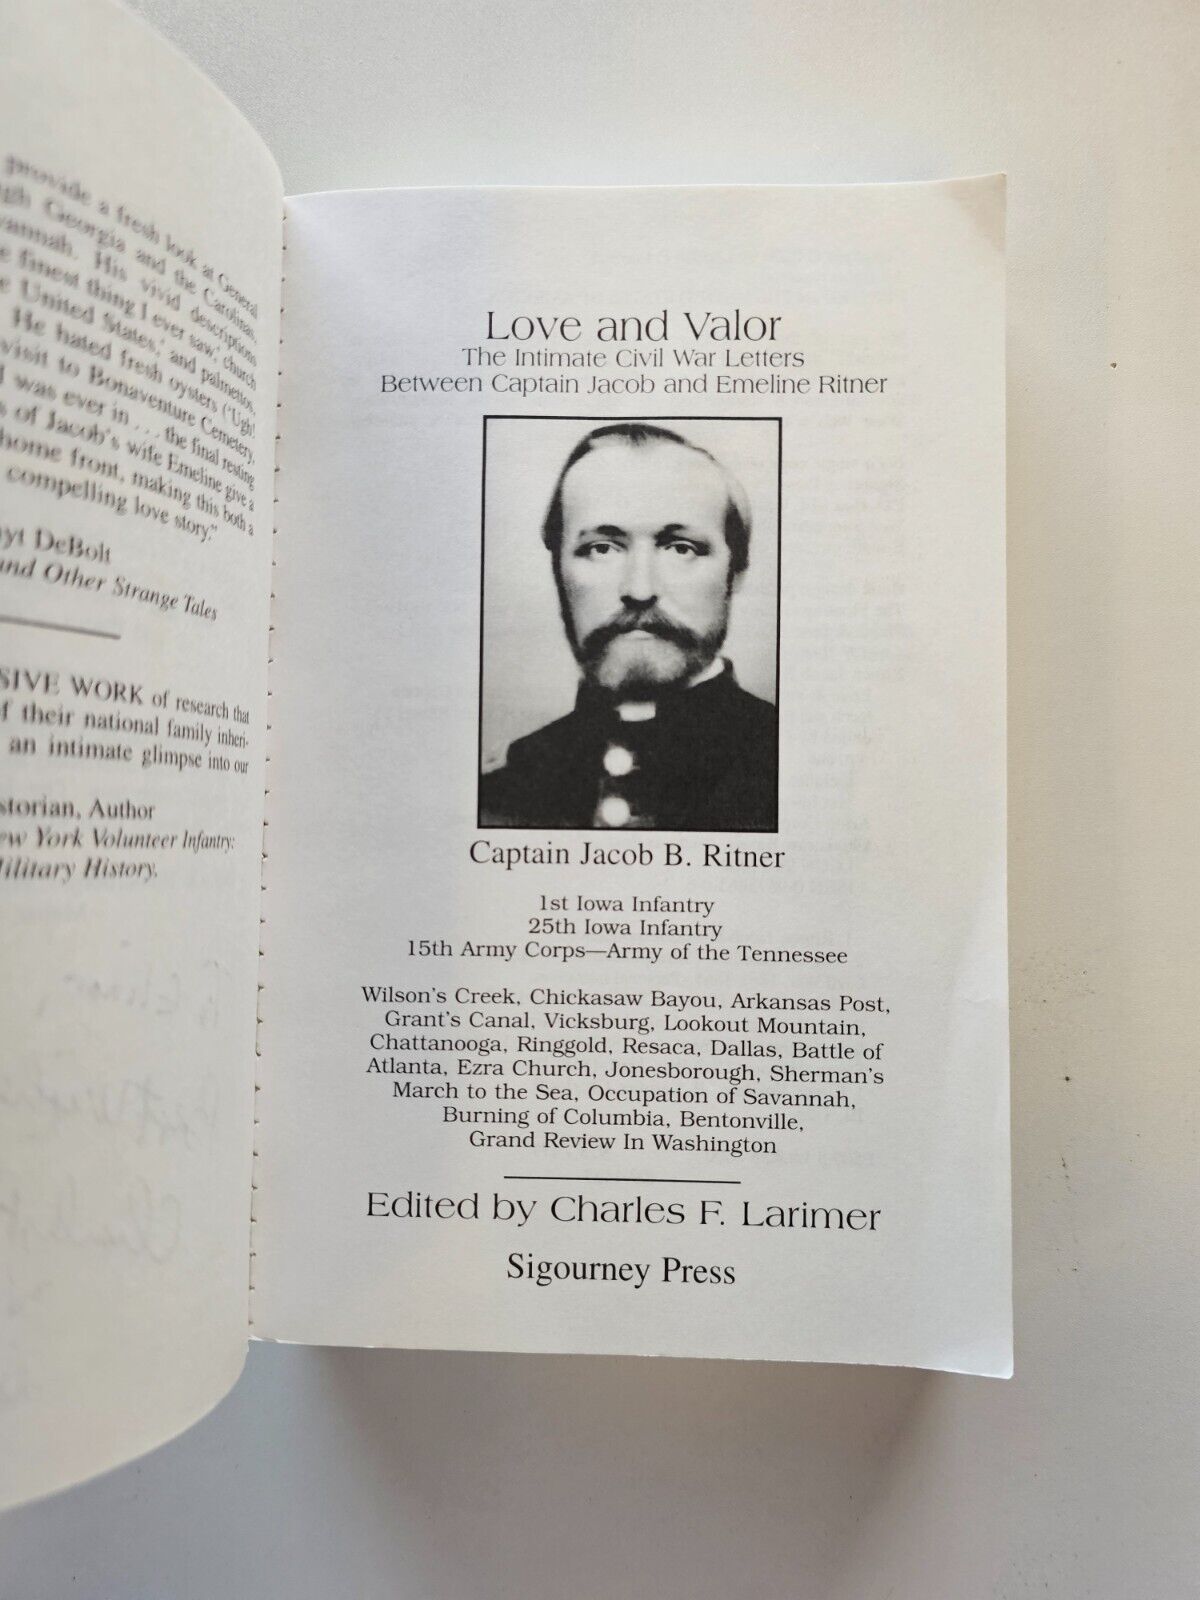 provide a fresh look at General
Georgia and the Carolinas,
His vivid descriptions
finest thing I ever saw,' church
United States,' and palmettos.
He hated fresh oysters ('Ugh!
visit to Bonaventure Cemetery,
I was ever in . . . the final resting
of Jacob's wife Emeline give a
home front, making this both a
compelling love story."
DeBolt
and Other Strange Tales
SIVE WORK of research that
of their national family inheri-
an intimate glimpse into our
storian, Author
ew York Volunteer Infantry:
Military History.
Love and Valor
The Intimate Civil War Letters
Between Captain Jacob and Emeline Ritner
Captain Jacob B. Ritner
1st Iowa Infantry
25th Iowa Infantry
15th Army Corps—Army of the Tennessee
Wilson's Creek, Chickasaw Bayou, Arkansas Post,
Grant's Canal, Vicksburg, Lookout Mountain,
Chattanooga, Ringgold, Resaca, Dallas, Battle of
Atlanta, Ezra Church, Jonesborough, Sherman's
March to the Sea, Occupation of Savannah,
Burning of Columbia, Bentonville,
Grand Review In Washington
Edited by Charles F. Larimer
Sigourney Press